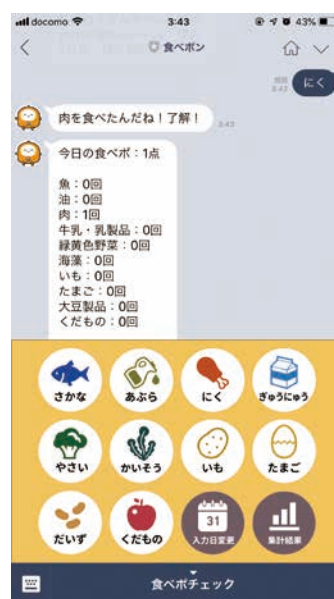 docomo 3:43 43%
食べポン
既読
8:43
にく
肉を食べたんだね！了解！
3:43
今日の食べポ：1点
魚：0回
油：0回
肉：1回
牛乳・乳製品：0回
緑黄色野菜：0回
海藻：0回
いも：0回
たまご：0回
大豆製品：0回
くだもの：0回
さかな あぶら にく ぎゅうにゅう
やさい かいそう いも たまご
31
だいず くだもの 入力日変更 集計結果
食べポチェック